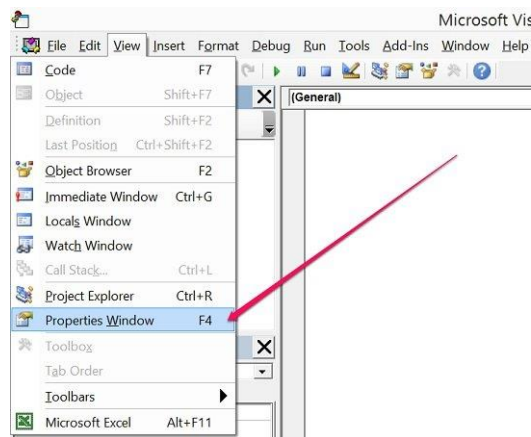 Microsoft Vis
File Edit View Insert Format Debug Run Tools Add-Ins Window Help
Code F7
Object Shift+F7
(General)
Definition Shift+F2
Last Position Ctrl+Shift+F2
Object Browser F2
Immediate Window Ctrl+G
Locals Window
Watch Window
Call Stack... Ctrl+L
Project Explorer Ctrl+R
Properties Window F4
Toolbox
Tab Order
Toolbars
Microsoft Excel Alt+F11